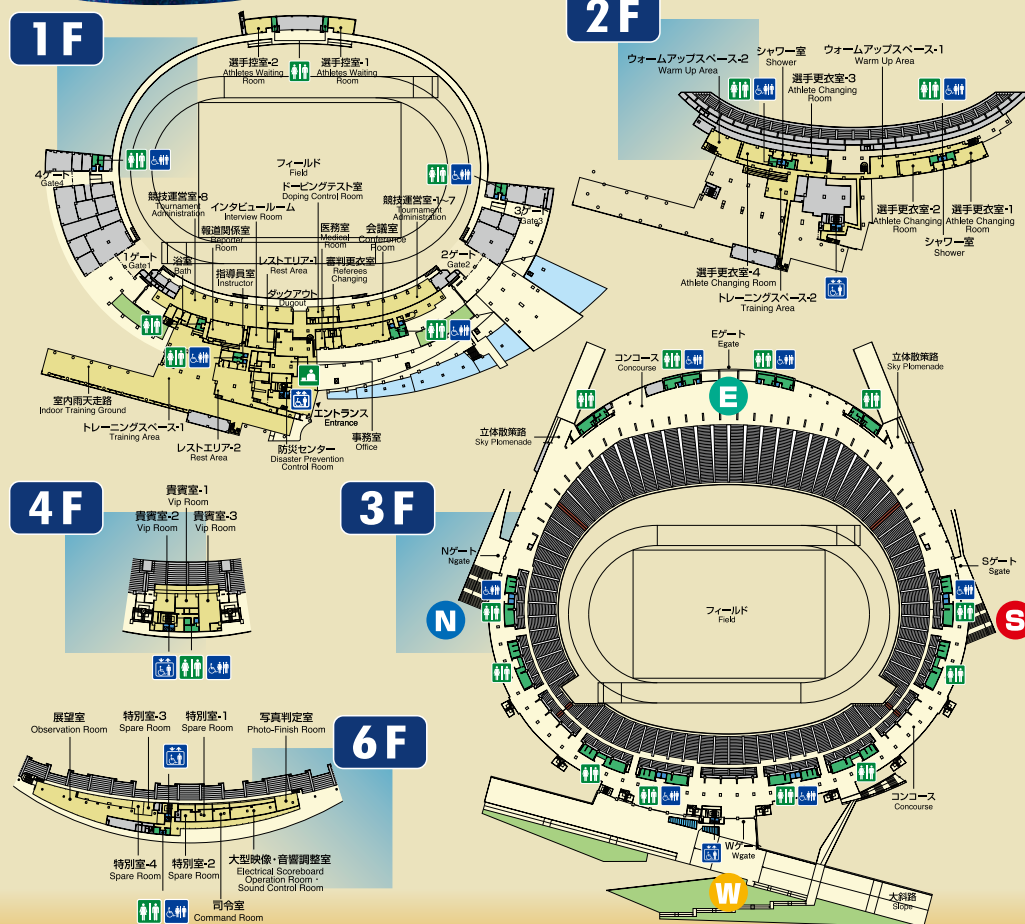 1F
選手控室-2
Athletes Waiting
Room
選手控室-1
Athletes Waiting
Room
4ゲート
Gate4
フィールド
Field
ドーピングテスト室
Doping Control Room
競技運営室-8
Tournament
Administration
インタビュールーム
Interview Room
競技運営室-1~7
Tournament
Administration
3ゲート
Gate3
報道関係室
Reporter
Room
医務室
Medical
Room
会議室
Conference
Room
1ゲート
Gate1
浴室
Bath
指導員室
Instructor
レストエリア-1
Rest Area
審判更衣室
Referees
Changing
2ゲート
Gate2
ダックアウト
Dugout
室内雨天走路
Indoor Training Ground
トレーニングスペース-1
Training Area
レストエリア-2
Rest Area
エントランス
Entrance
防災センター
Disaster Prevention
Control Room
事務室
Office
2F
ウォームアップスペース-2
Warm Up Area
シャワー室
Shower
ウォームアップスペース-1
Warm Up Area
選手更衣室-3
Athlete Changing
Room
選手更衣室-2
Athlete Changing
Room
選手更衣室-1
Athlete Changing
Room
シャワー室
Shower
選手更衣室-4
Athlete Changing Room
トレーニングスペース-2
Training Area
4F
貴賓室-1
Vip Room
貴賓室-2
Vip Room
貴賓室-3
Vip Room
3F
Eゲート
Egate
コンコース
Concourse
E
立体散策路
Sky Plomenade
立体散策路
Sky Plomenade
Nゲート
Ngate
N
Sゲート
Sgate
S
フィールド
Field
コンコース
Concourse
Wゲート
Wgate
W
大斜路
Slope
6F
展望室
Observation Room
特別室-3
Spare Room
特別室-1
Spare Room
写真判定室
Photo-Finish Room
特別室-4
Spare Room
特別室-2
Spare Room
大型映像・音響調整室
Electrical Scoreboard
Operation Room・
Sound Control Room
司令室
Command Room